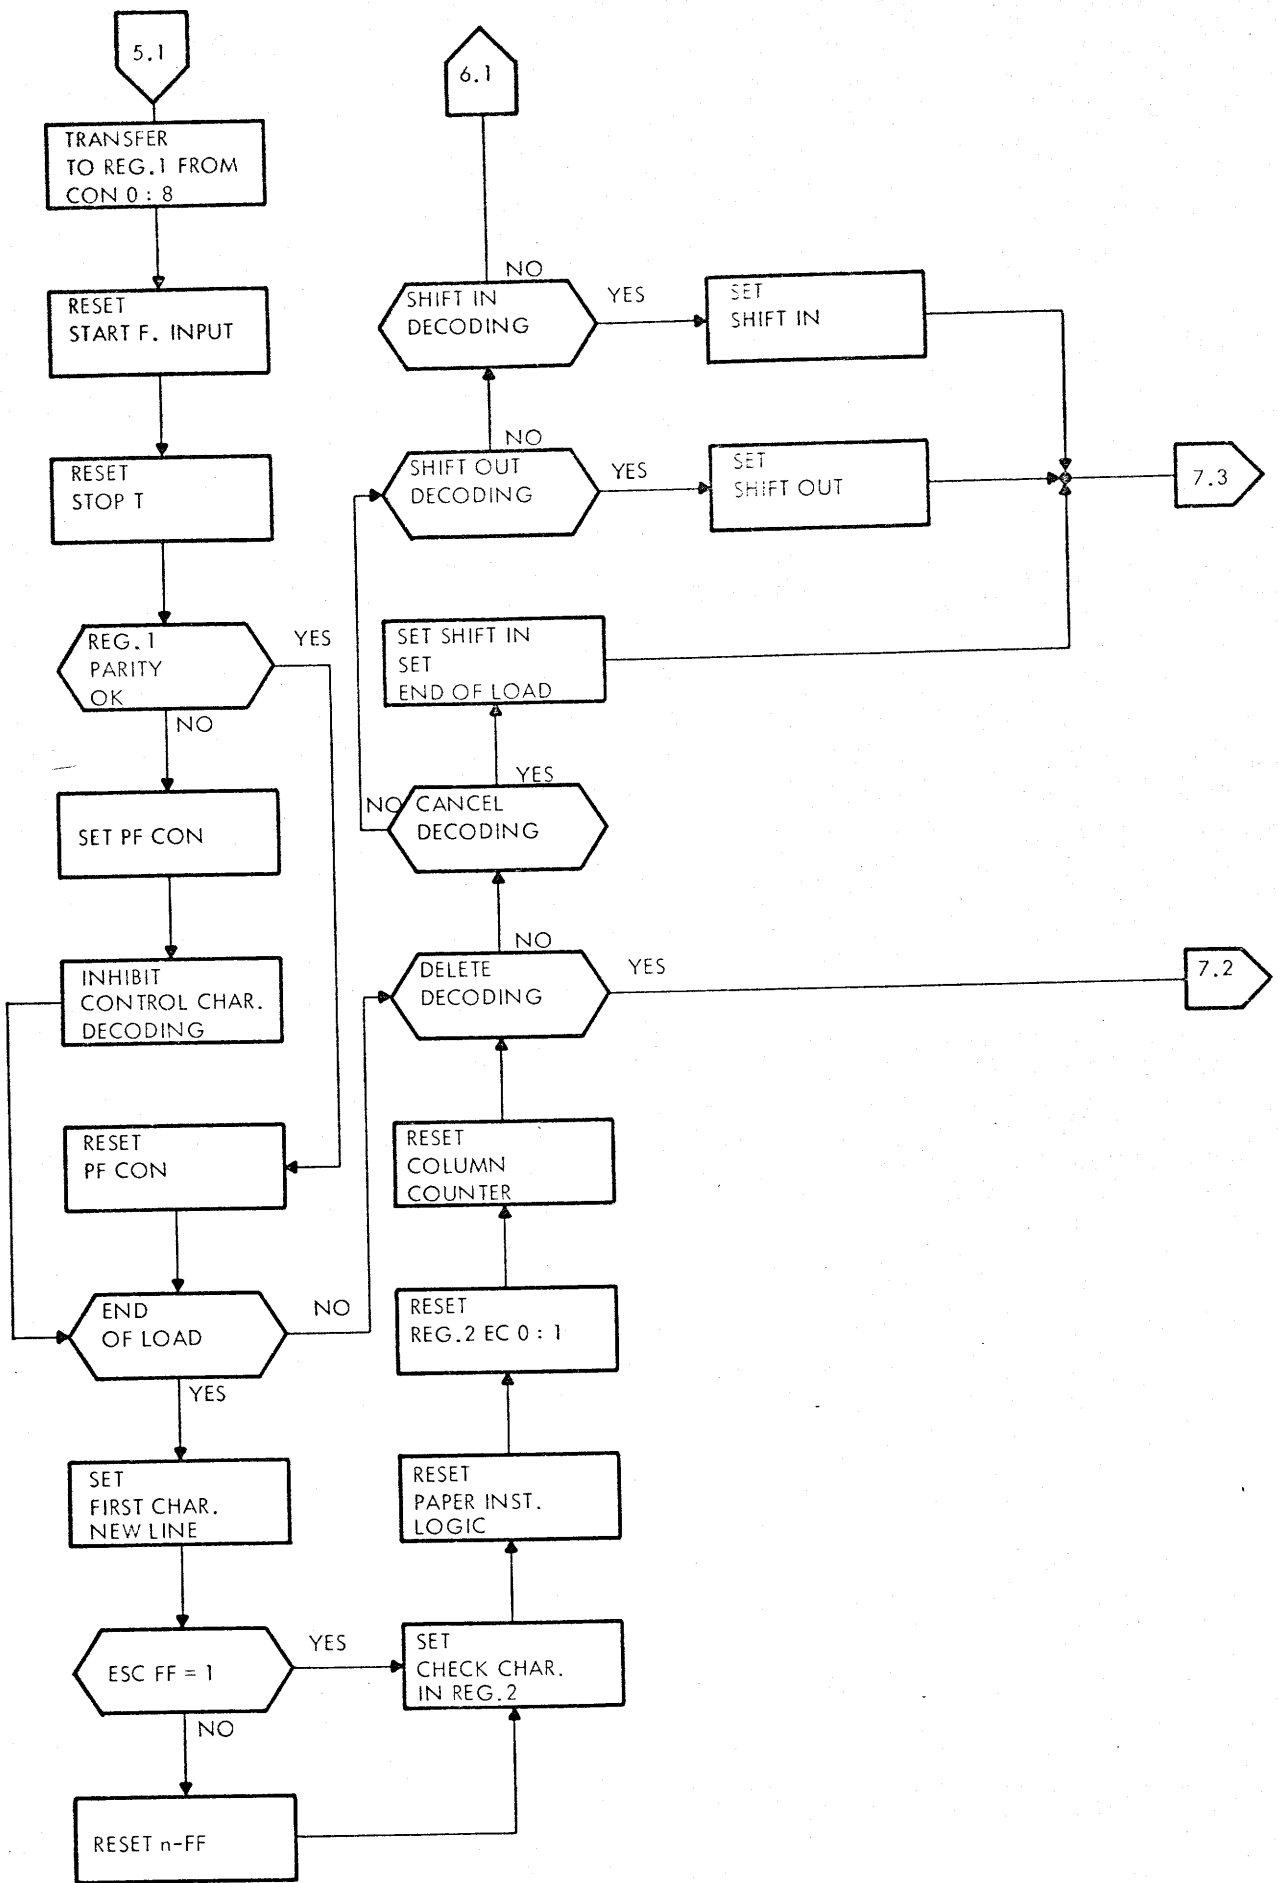 5.1
TRANSFER
TO REG.1 FROM
CON 0 : 8
RESET
START F. INPUT
RESET
STOP T
REG.1
PARITY
OK
YES
NO
SET PF CON
INHIBIT
CONTROL CHAR.
DECODING
RESET
PF CON
END
OF LOAD
NO
YES
SET
FIRST CHAR.
NEW LINE
ESC FF = 1
YES
NO
RESET n-FF
6.1
NO
SHIFT IN
DECODING
YES
SET
SHIFT IN
NO
SHIFT OUT
DECODING
YES
SET
SHIFT OUT
7.3
SET SHIFT IN
SET
END OF LOAD
YES
NO
CANCEL
DECODING
NO
DELETE
DECODING
YES
7.2
RESET
COLUMN
COUNTER
RESET
REG.2 EC 0 : 1
RESET
PAPER INST.
LOGIC
SET
CHECK CHAR.
IN REG.2